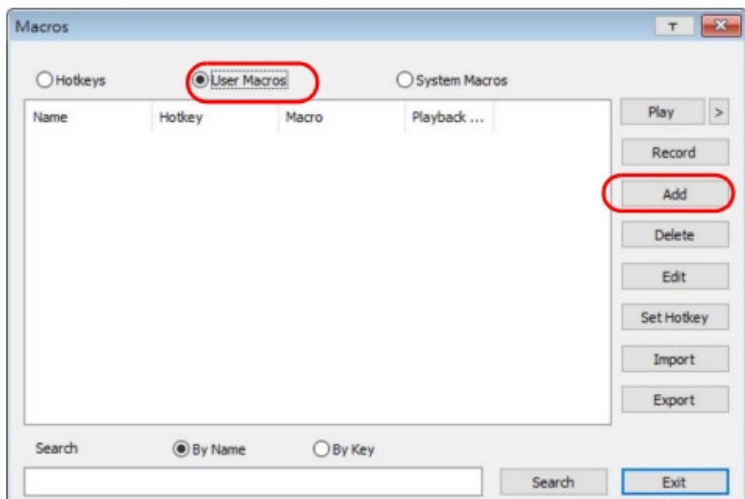 Macros
Hotkeys User Macros System Macros
Name Hotkey Macro Playback ...
Play >
Record
Add
Delete
Edit
Set Hotkey
Import
Export
Search By Name By Key
Search Exit